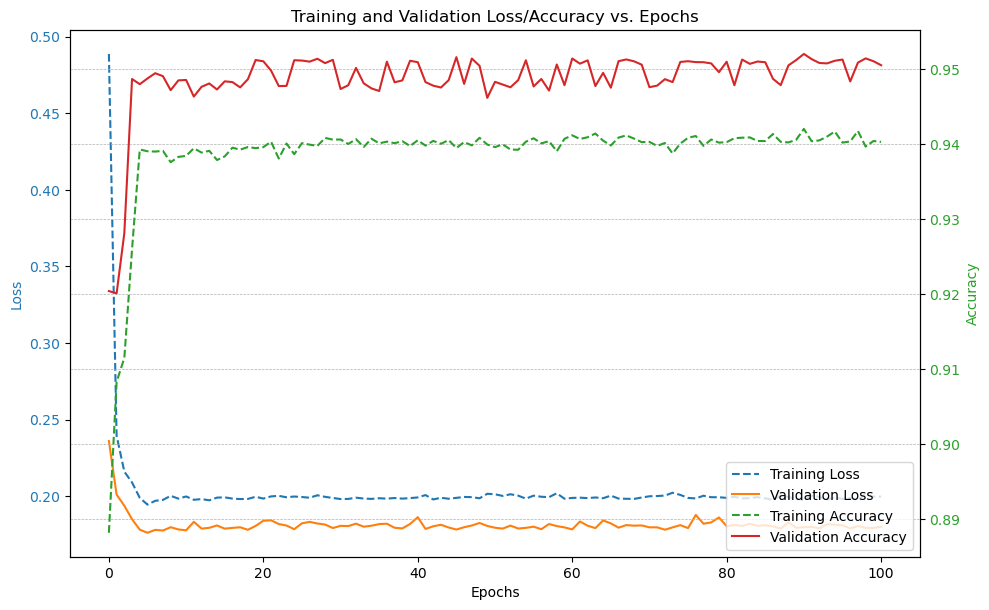 Training and Validation Loss/Accuracy vs. Epochs
0.50
0.45
0.40
0.35
0.30
0.25
0.20
Loss
0.95
0.94
0.93
0.92
0.91
0.90
0.89
Accuracy
Training Loss
Validation Loss
Training Accuracy
Validation Accuracy
0
20
40
60
80
100
Epochs